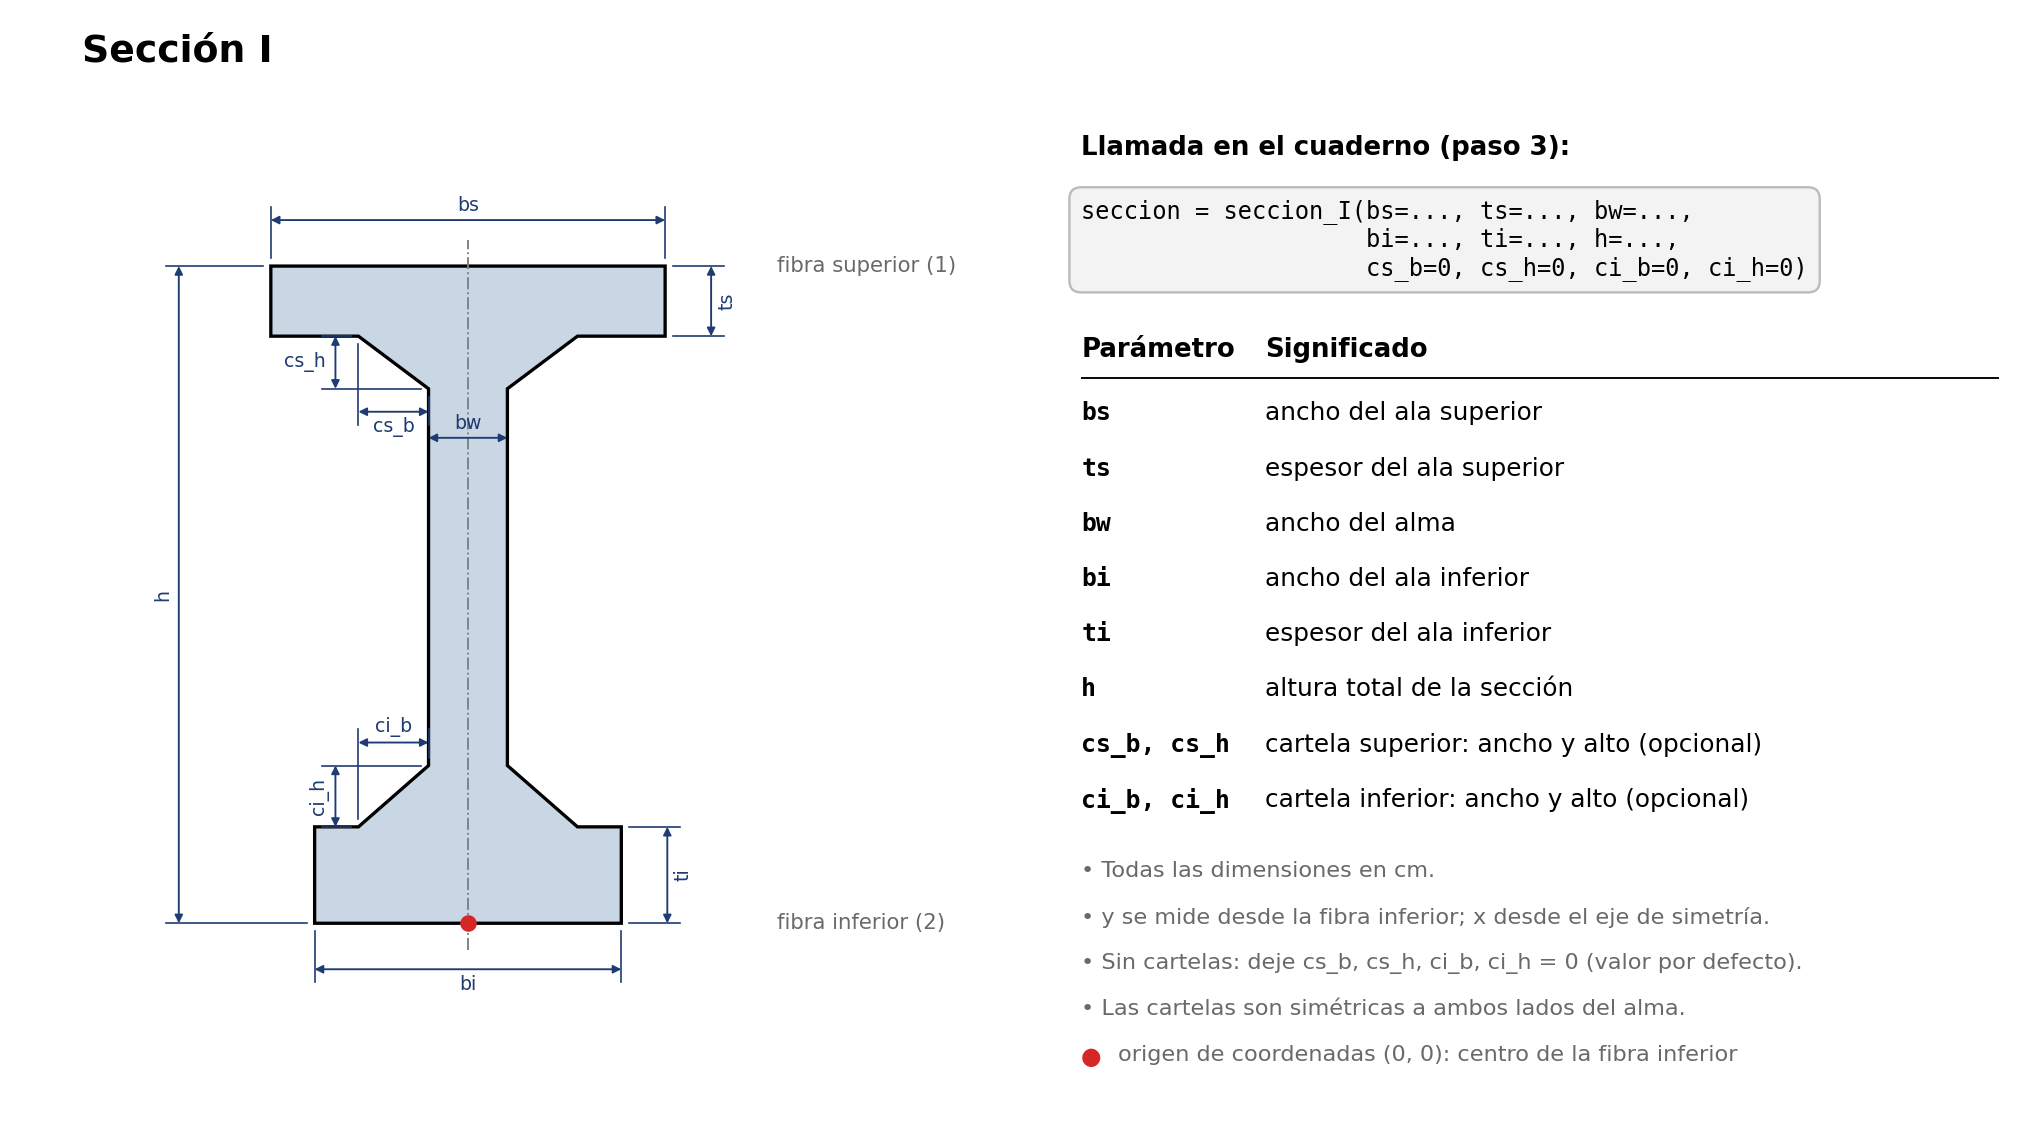 Sección I
bs
fibra superior (1)
ts
cs_h
cs_b
bw
h
ci_b
ci_h
ti
fibra inferior (2)
bi
Llamada en el cuaderno (paso 3):
seccion = seccion_I(bs=..., ts=..., bw=...,
bi=..., ti=..., h=...,
cs_b=0, cs_h=0, ci_b=0, ci_h=0)
Parámetro Significado
bs ancho del ala superior
ts espesor del ala superior
bw ancho del alma
bi ancho del ala inferior
ti espesor del ala inferior
h altura total de la sección
cs_b, cs_h cartela superior: ancho y alto (opcional)
ci_b, ci_h cartela inferior: ancho y alto (opcional)
• Todas las dimensiones en cm.
• y se mide desde la fibra inferior; x desde el eje de simetría.
• Sin cartelas: deje cs_b, cs_h, ci_b, ci_h = 0 (valor por defecto).
• Las cartelas son simétricas a ambos lados del alma.
● origen de coordenadas (0, 0): centro de la fibra inferior